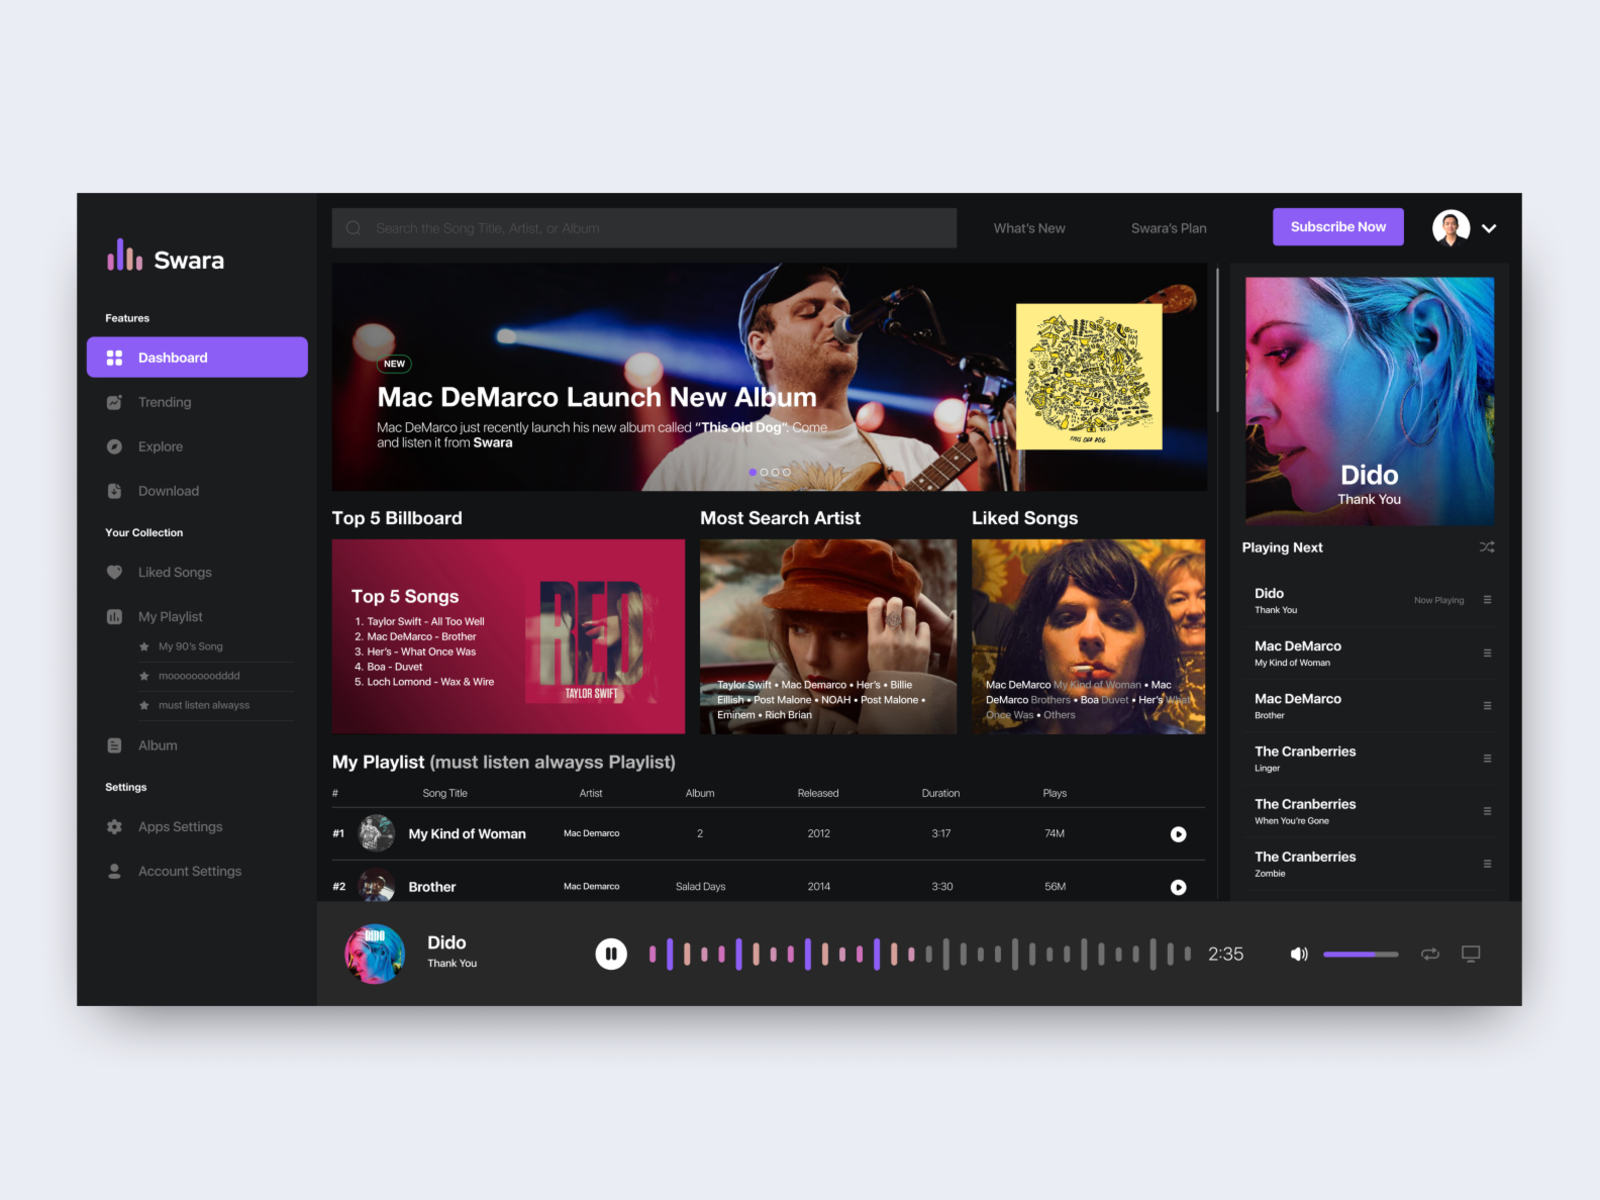 Swara
Search the Song Title, Artist, or Album
What's New
Swara's Plan
Subscribe Now
Features
Dashboard
Trending
Explore
Download
Your Collection
Liked Songs
My Playlist
My 90's Song
mooooooodddd
must listen alwayss
Album
Settings
Apps Settings
Account Settings
NEW
Mac DeMarco Launch New Album
Mac DeMarco just recently launch his new album called “This Old Dog”. Come
and listen it from Swara
THIS OLD DOG
Top 5 Billboard
Top 5 Songs
1. Taylor Swift - All Too Well
2. Mac DeMarco - Brother
3. Her's - What Once Was
4. Boa - Duvet
5. Loch Lomond - Wax & Wire
RED
TAYLOR SWIFT
Most Search Artist
Taylor Swift • Mac Demarco • Her's • Billie
Eillish • Post Malone • NOAH • Post Malone •
Eminem • Rich Brian
Liked Songs
Mac DeMarco My Kind of Woman • Mac
DeMarco Brothers • Boa Duvet • Her's What
Once Was • Others
My Playlist (must listen alwayss Playlist)
# Song Title Artist Album Released Duration Plays
#1 My Kind of Woman Mac Demarco 2 2012 3:17 74M
#2 Brother Mac Demarco Salad Days 2014 3:30 56M
Dido
Thank You
Playing Next
Dido
Thank You
Now Playing
Mac DeMarco
My Kind of Woman
Mac DeMarco
Brother
The Cranberries
Linger
The Cranberries
When You're Gone
The Cranberries
Zombie
DIDO
Dido
Thank You
2:35